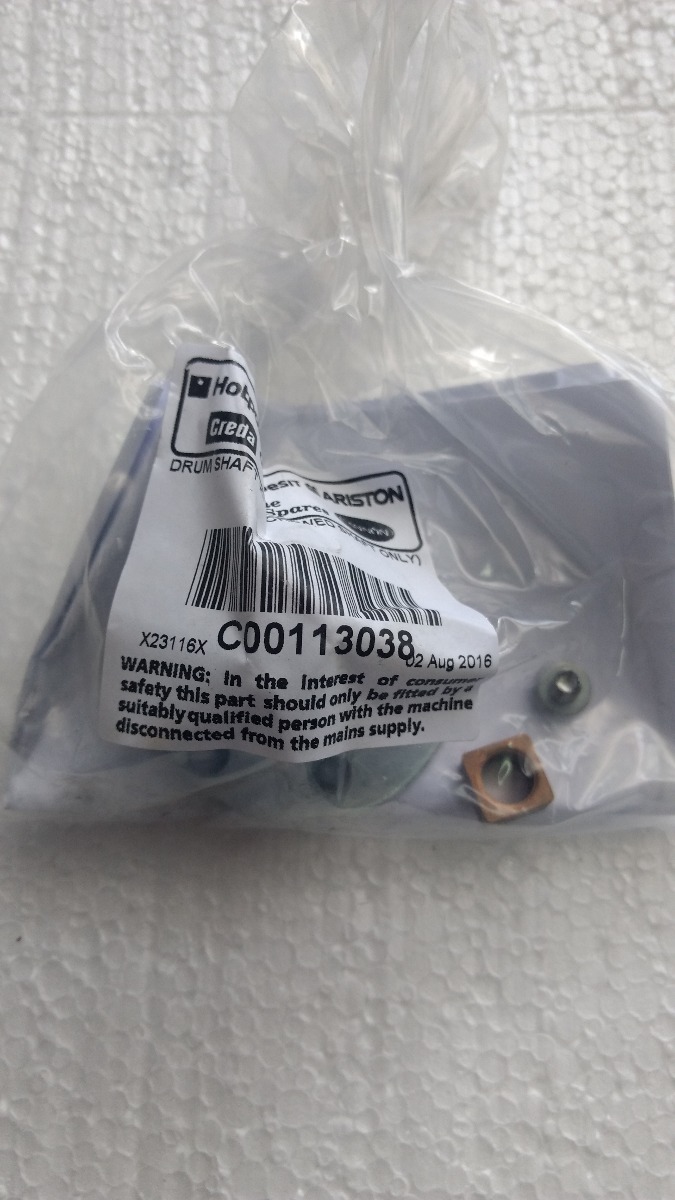 Creda
ARISTON
DRUM SHAF
ONLY)
X23116X C00113038 02 Aug 2016
WARNING: In the interest of consumer
safety this part should only be fitted by a
suitably qualified person with the machine
disconnected from the mains supply.